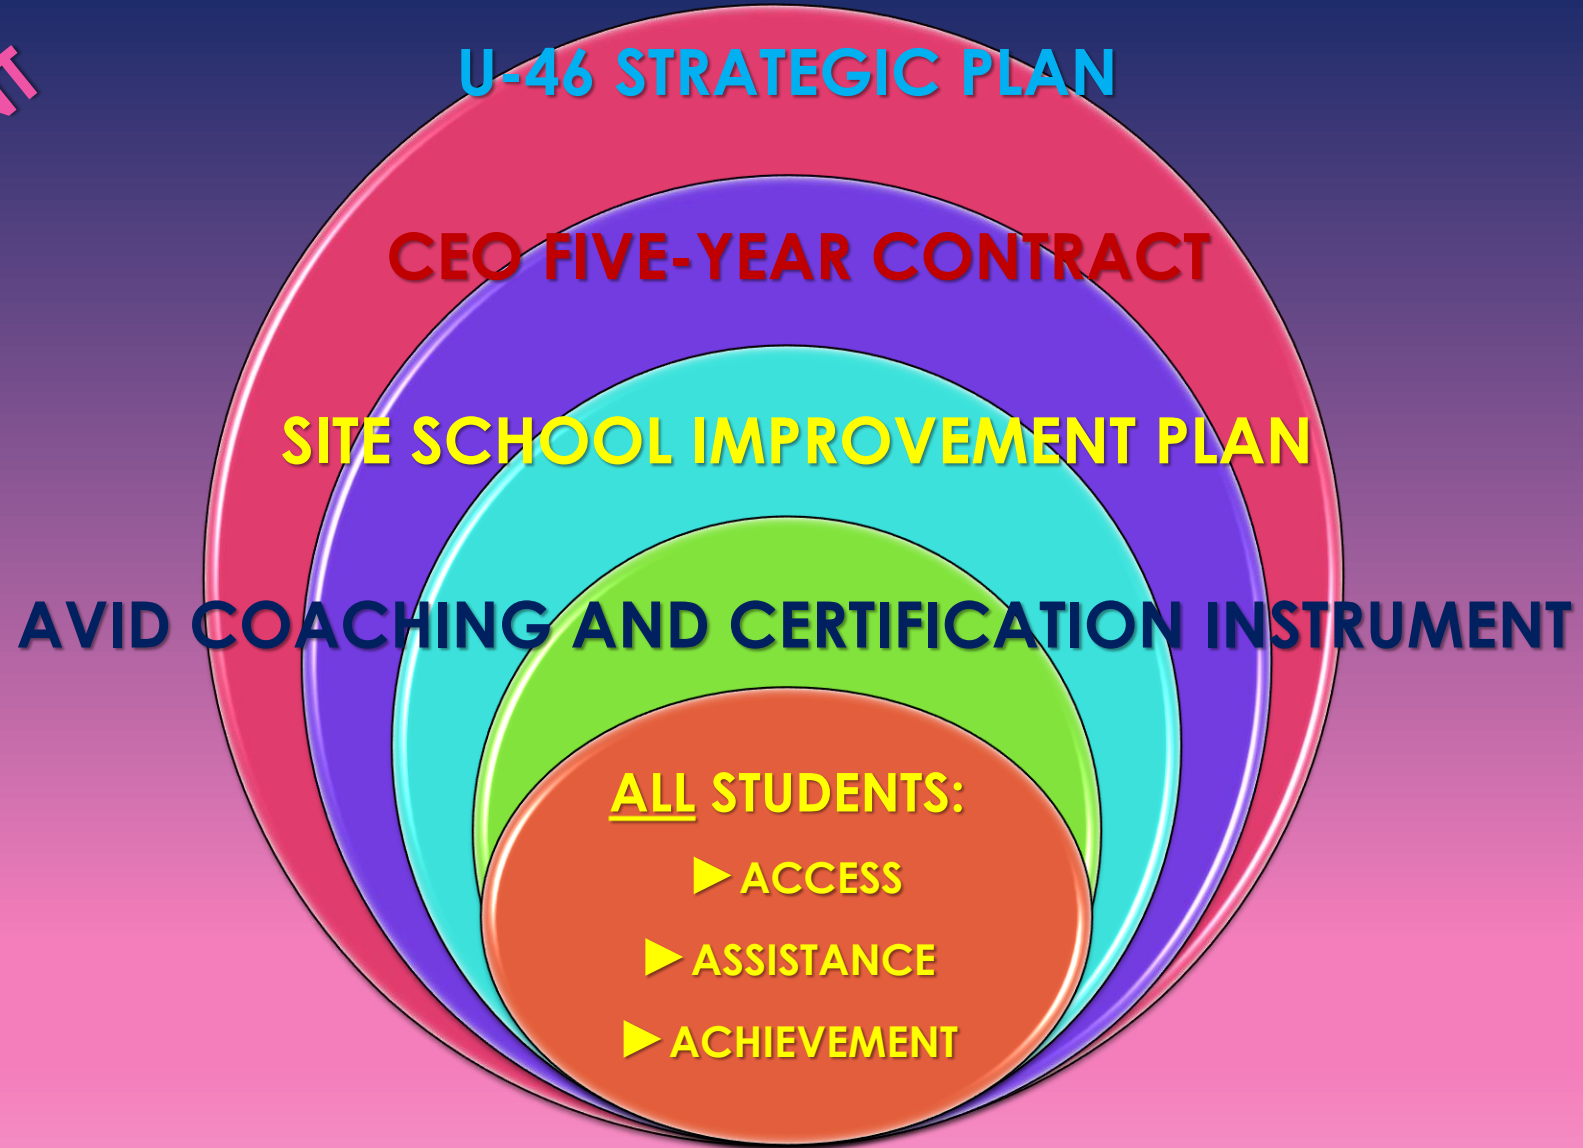 U-46 STRATEGIC PLAN
CEO FIVE-YEAR CONTRACT
SITE SCHOOL IMPROVEMENT PLAN
AVID COACHING AND CERTIFICATION INSTRUMENT
ALL STUDENTS:
►ACCESS
►ASSISTANCE
►ACHIEVEMENT